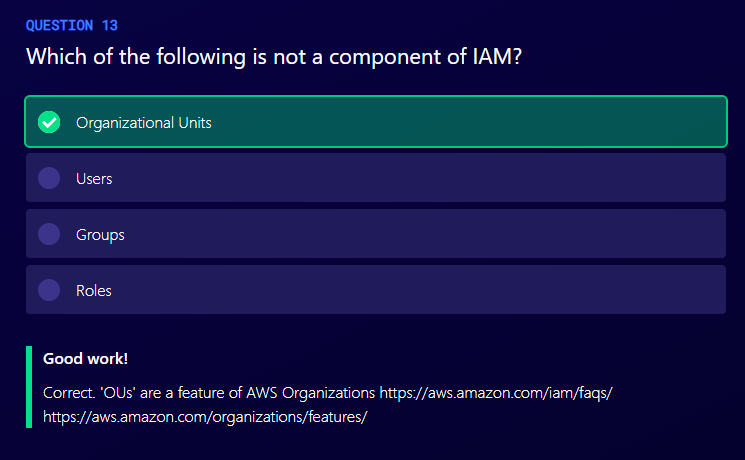 QUESTION 13
Which of the following is not a component of IAM?
Organizational Units
Users
Groups
Roles
Good work!
Correct. 'OUs' are a feature of AWS Organizations https://aws.amazon.com/iam/faqs/
https://aws.amazon.com/organizations/features/